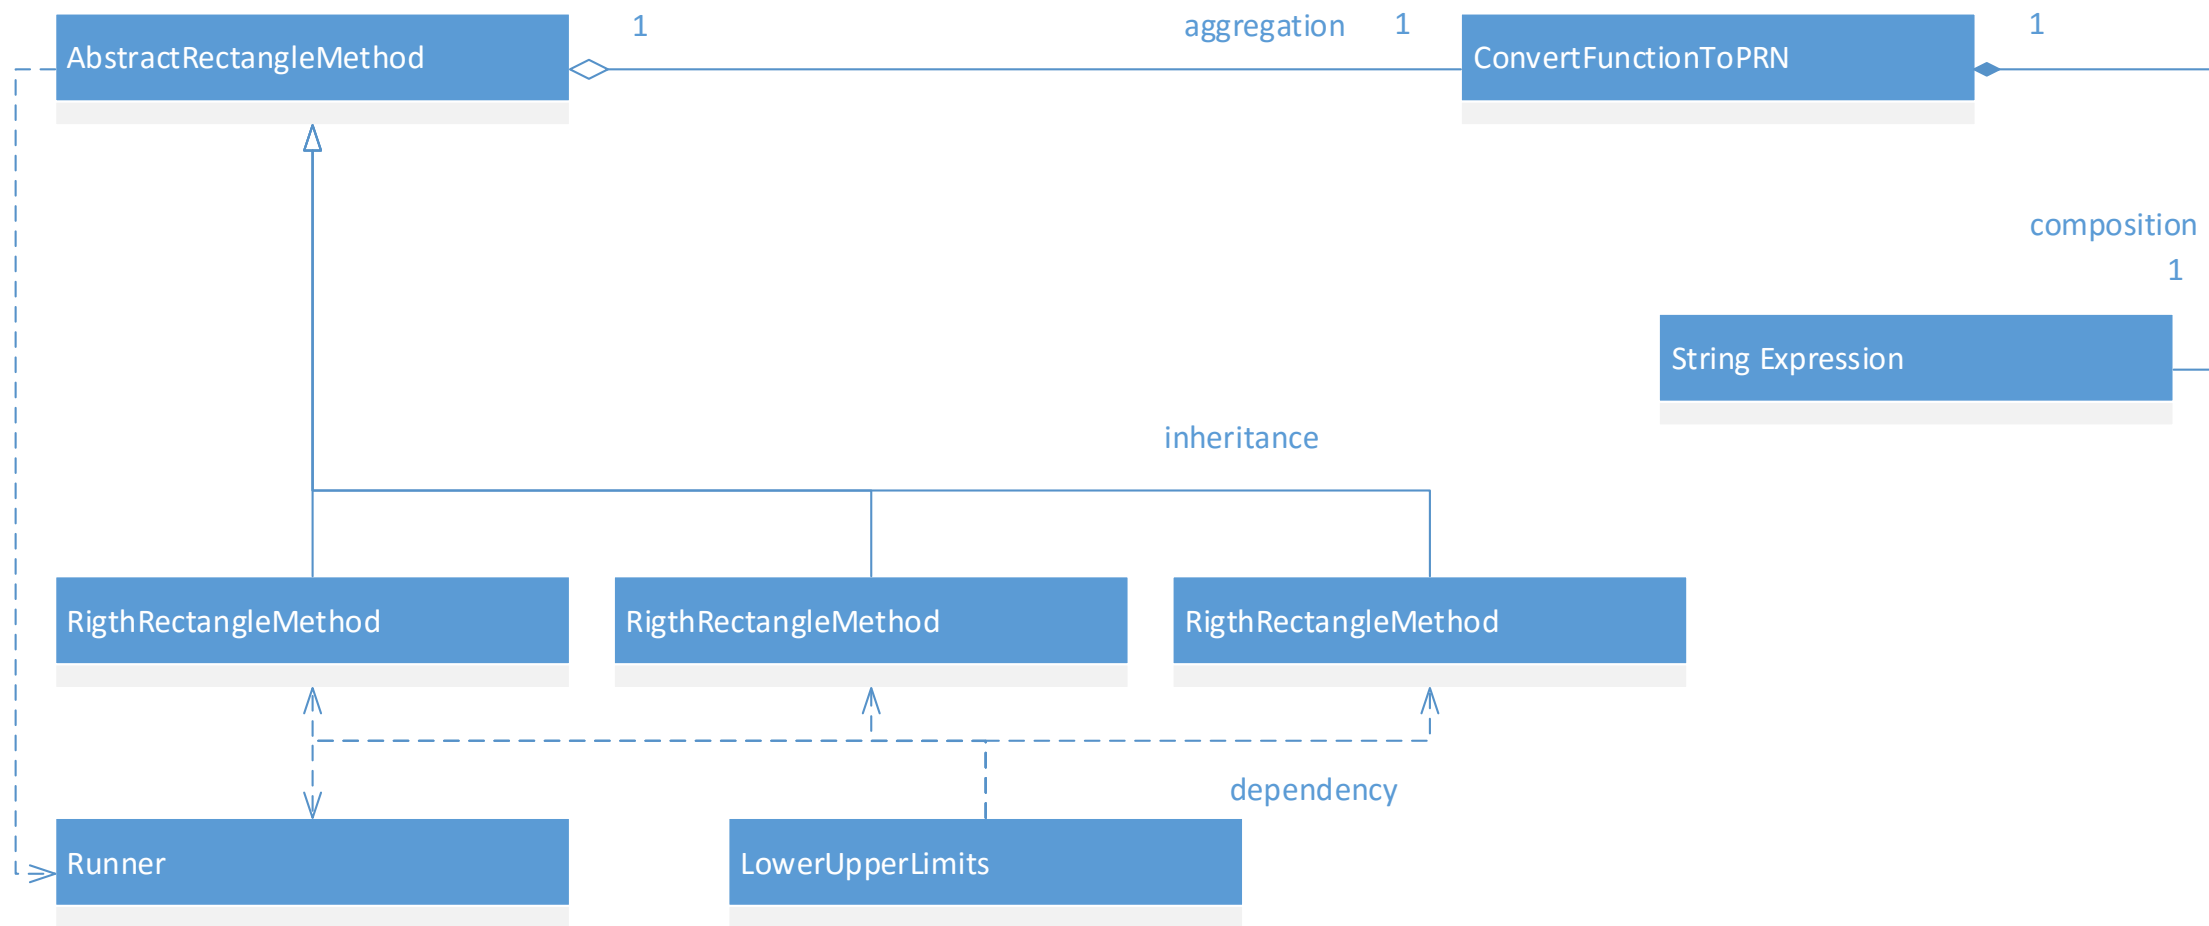 1
aggregation
1
1
AbstractRectangleMethod
ConvertFunctionToPRN
composition
1
String Expression
inheritance
RigthRectangleMethod
RigthRectangleMethod
RigthRectangleMethod
dependency
Runner
LowerUpperLimits